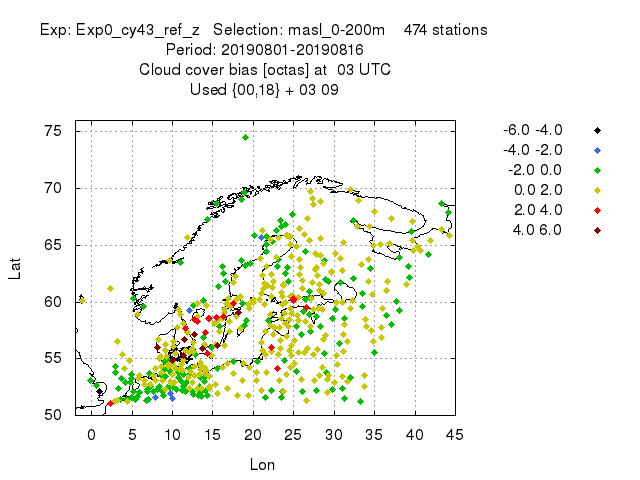 Exp: Exp0_cy43_ref_z Selection: masl_0-200m 474 stations
Period: 20190801-20190816
Cloud cover bias [octas] at 03 UTC
Used {00,18} + 03 09
-6.0 -4.0
-4.0 -2.0
-2.0 0.0
0.0 2.0
2.0 4.0
4.0 6.0
75
70
65
60
55
50
Lat
0 5 10 15 20 25 30 35 40 45
Lon